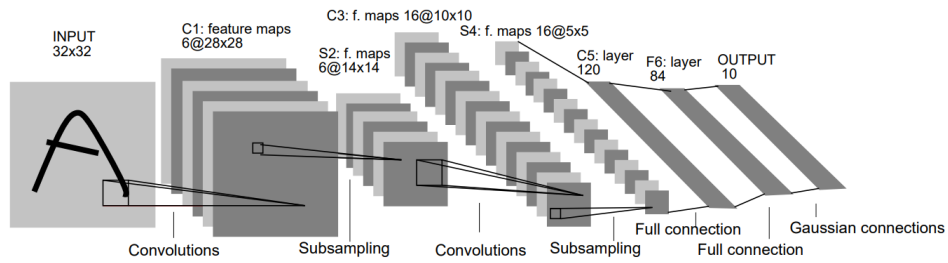 INPUT
32x32
C1: feature maps
6@28x28
S2: f. maps
6@14x14
C3: f. maps 16@10x10
S4: f. maps 16@5x5
C5: layer
120
F6: layer
84
OUTPUT
10
Convolutions
Subsampling
Convolutions
Subsampling
Full connection
Full connection
Gaussian connections